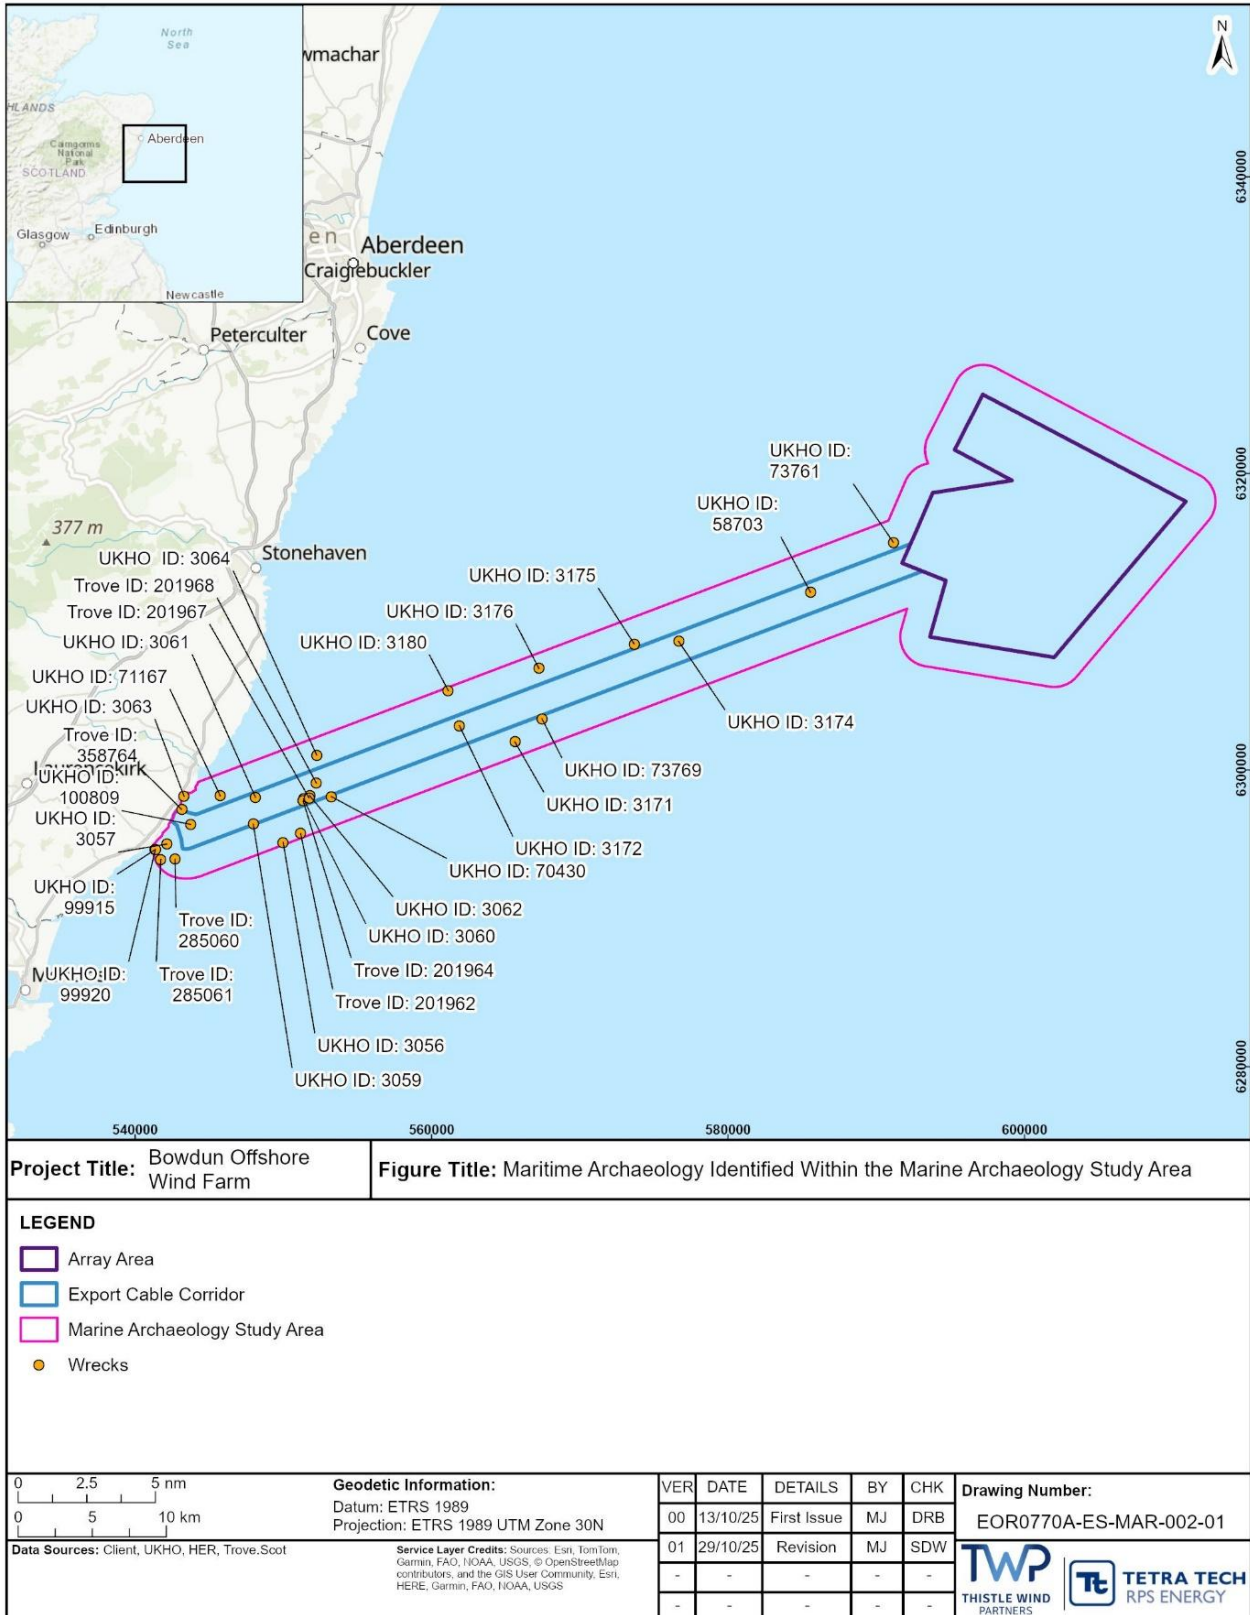 North
Sea
wmachar
N
HLANDS
Cairngorms
National
Park
SCOTLAND
Aberdeen
Glasgow
Edinburgh
Newcastle
en
Aberdeen
Craigiebuckler
Peterculter
Cove
6340000
377 m
Stonehaven
UKHO ID:
73761
UKHO ID:
58703
6320000
UKHO ID: 3064
Trove ID: 201968
Trove ID: 201967
UKHO ID: 3061
UKHO ID: 71167
UKHO ID: 3063
Trove ID:
358764
Laurencekirk
UKHO ID:
100809
UKHO ID:
3057
UKHO ID: 3175
UKHO ID: 3176
UKHO ID: 3180
UKHO ID: 3174
UKHO ID: 73769
6300000
UKHO ID: 3171
UKHO ID: 3172
UKHO ID: 70430
UKHO ID:
99915
Trove ID:
285060
UKHO ID: 3062
UKHO ID: 3060
UKHO ID:
99920
Trove ID:
285061
Trove ID: 201964
Trove ID: 201962
UKHO ID: 3056
UKHO ID: 3059
6280000
540000 560000 580000 600000
Project Title: Bowdun Offshore
Wind Farm
Figure Title: Maritime Archaeology Identified Within the Marine Archaeology Study Area
LEGEND
Array Area
Export Cable Corridor
Marine Archaeology Study Area
Wrecks
0 2.5 5 nm
0 5 10 km
Geodetic Information:
Datum: ETRS 1989
Projection: ETRS 1989 UTM Zone 30N
Data Sources: Client, UKHO, HER, Trove.Scot
Service Layer Credits: Sources: Esri, TomTom,
Garmin, FAO, NOAA, USGS, © OpenStreetMap
contributors, and the GIS User Community, Esri,
HERE, Garmin, FAO, NOAA, USGS
VER DATE DETAILS BY CHK
00 13/10/25 First Issue MJ DRB
01 29/10/25 Revision MJ SDW
- - - - -
- - - - -
Drawing Number:
EOR0770A-ES-MAR-002-01
TWP
THISTLE WIND
PARTNERS
Tt
TETRA TECH
RPS ENERGY